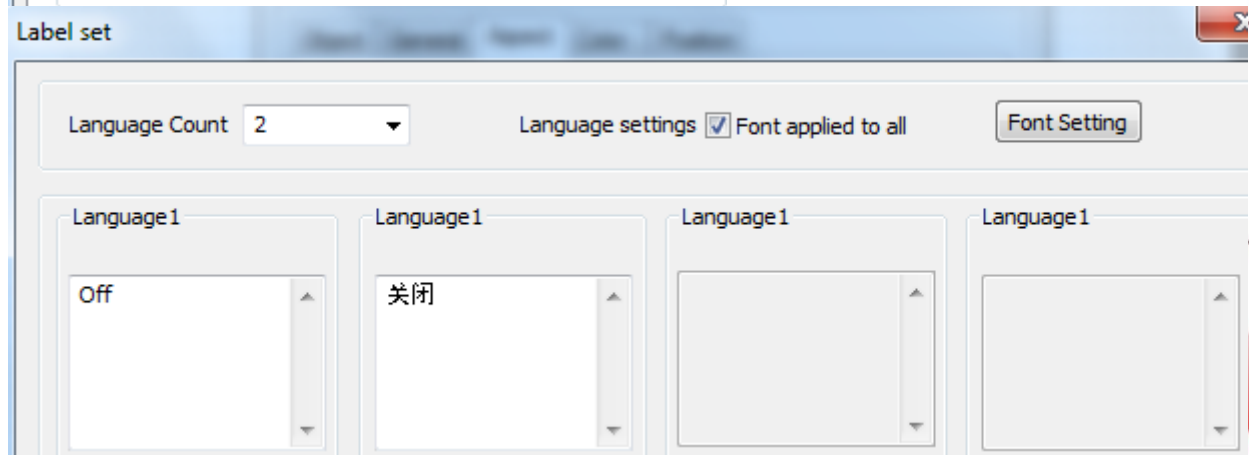 Label set
Language Count 2 Language settings Font applied to all Font Setting
Language1 Language1 Language1 Language1
Off 关闭